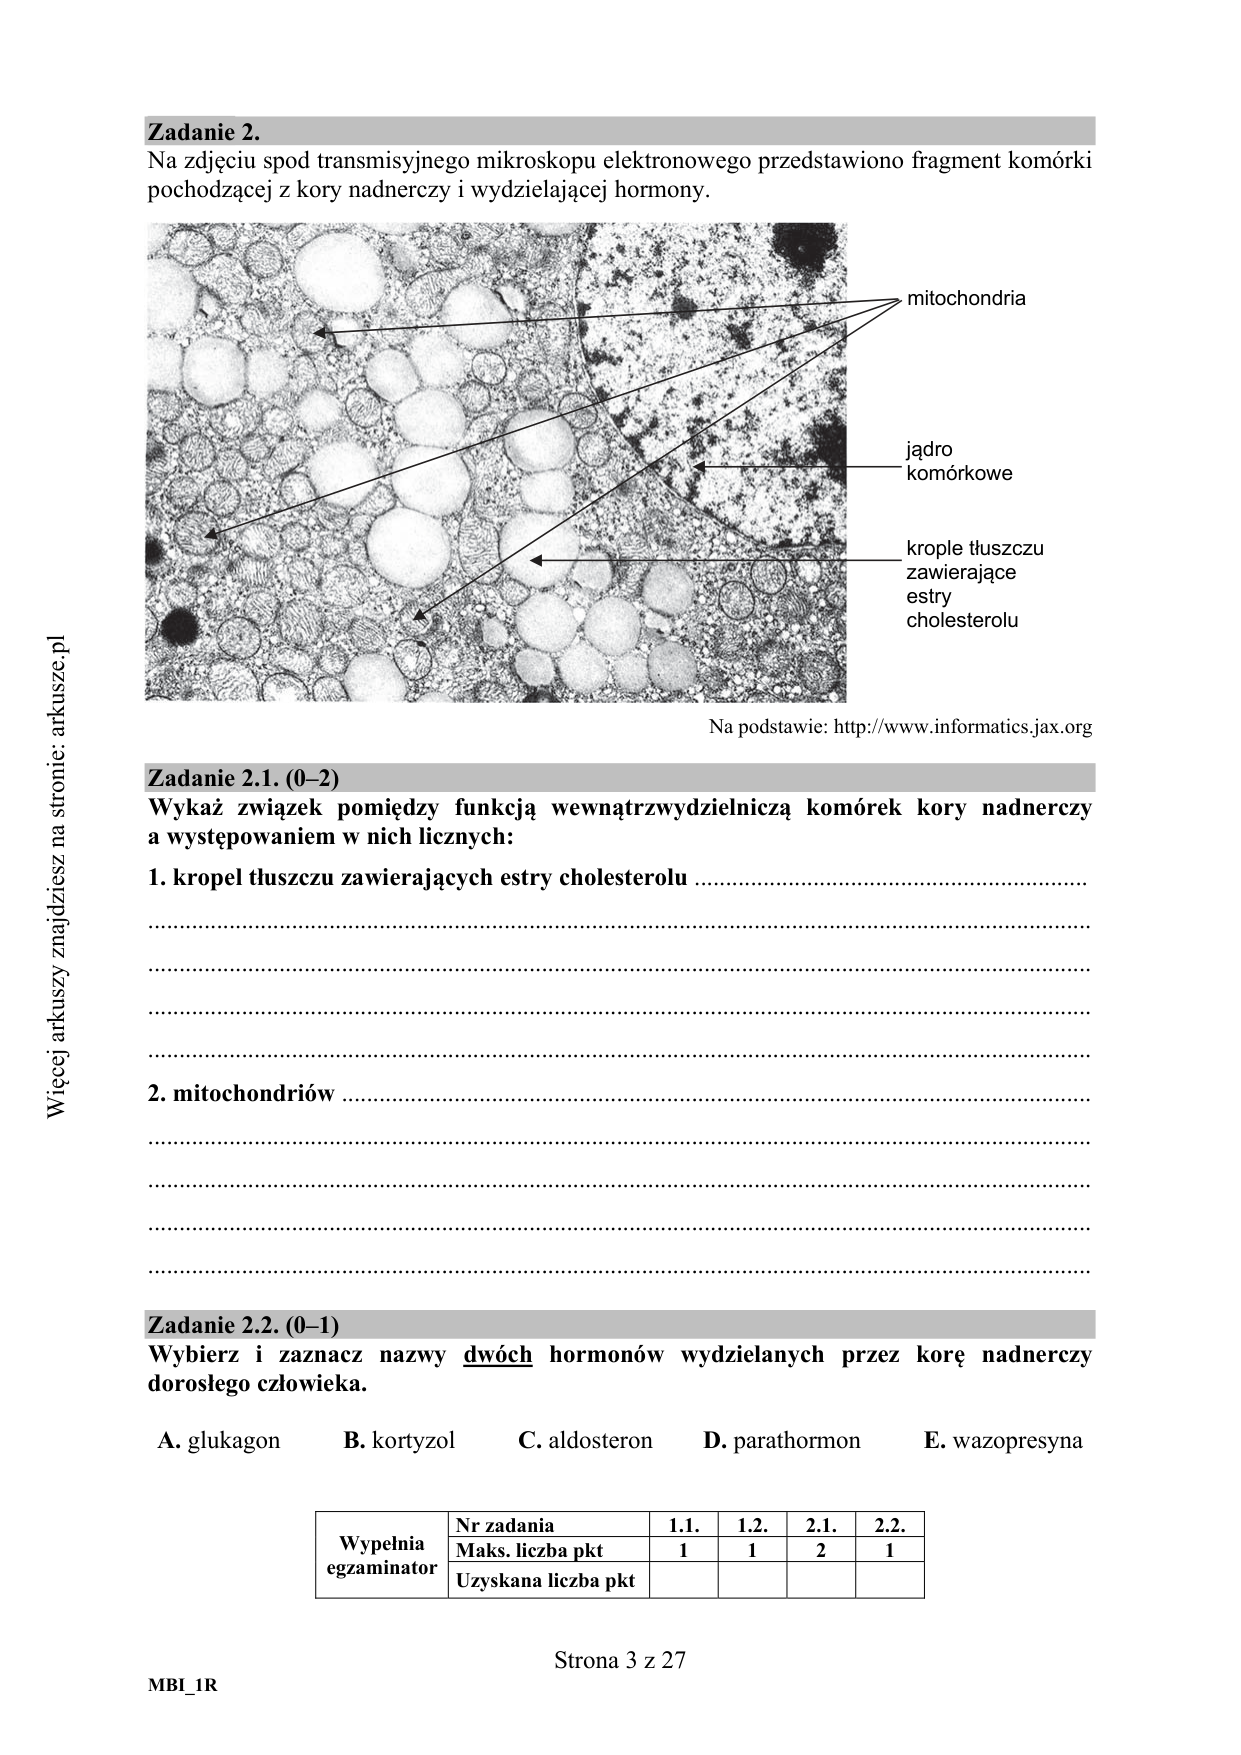 Zadanie 2.
Na zdjęciu spod transmisyjnego mikroskopu elektronowego przedstawiono fragment komórki
pochodzącej z kory nadnerczy i wydzielającej hormony.
mitochondria
jądro
komórkowe
krople tłuszczu
zawierające
estry
cholesterolu
Na podstawie: http://www.informatics.jax.org
Zadanie 2.1. (0–2)
Wykaż związek pomiędzy funkcją wewnątrzwydzielniczą komórek kory nadnerczy
a występowaniem w nich licznych:
1. kropel tłuszczu zawierających estry cholesterolu ...............................................................
.......................................................................................................................................................
.......................................................................................................................................................
.......................................................................................................................................................
.......................................................................................................................................................
2. mitochondriów ........................................................................................................................
.......................................................................................................................................................
.......................................................................................................................................................
.......................................................................................................................................................
.......................................................................................................................................................
Zadanie 2.2. (0–1)
Wybierz i zaznacz nazwy dwóch hormonów wydzielanych przez korę nadnerczy
dorosłego człowieka.
A. glukagon B. kortyzol C. aldosteron D. parathormon E. wazopresyna
Wypełnia egzaminator
Nr zadania 1.1. 1.2. 2.1. 2.2.
Maks. liczba pkt 1 1 2 1
Uzyskana liczba pkt
Strona 3 z 27
MBI_1R
Więcej arkuszy znajdziesz na stronie: arkusze.pl